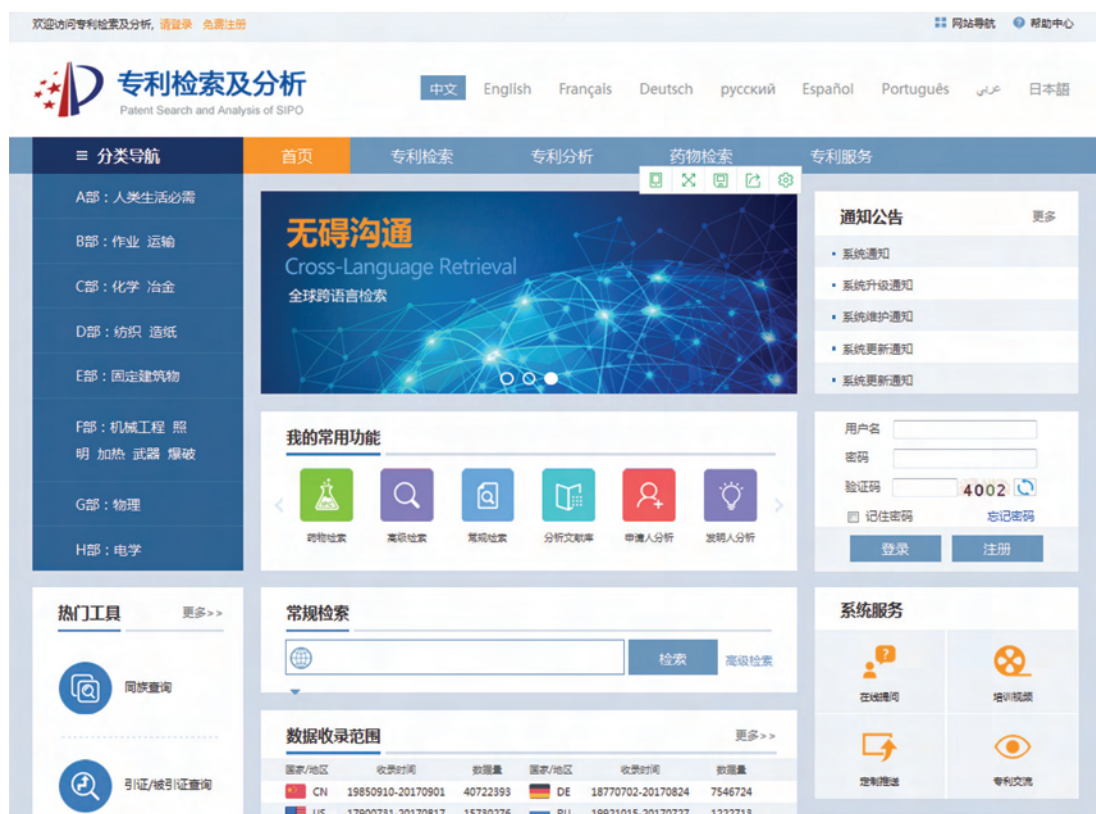 欢迎访问专利检索及分析, 请登录 免费注册
网站导航 帮助中心
专利检索及分析
Patent Search and Analysis of SIPO
中文 English Français Deutsch русский Español Português عربي 日本語
≡ 分类导航 首页 专利检索 专利分析 药物检索 专利服务
A部：人类生活必需
B部：作业 运输
C部：化学 冶金
D部：纺织 造纸
E部：固定建筑物
F部：机械工程 照
明 加热 武器 爆破
G部：物理
H部：电学
无碍沟通
Cross-Language Retrieval
全球跨语言检索
通知公告 更多
系统通知
系统升级通知
系统维护通知
系统更新通知
系统更新通知
我的常用功能
药物检索 高级检索 常规检索 分析文献库 申请人分析 发明人分析
用户名
密码
验证码 4002
记住密码 忘记密码
登录 注册
热门工具 更多>>
同族查询
引证/被引证查询
常规检索
检索 高级检索
数据收录范围 更多>>
国家/地区 收录时间 数据量 国家/地区 收录时间 数据量
CN 19850910-20170901 40722393 DE 18770702-20170824 7546724
US 17900731-20170817 15730276 RU 19921015-20170727 1222713
系统服务
在线提问 培训视频
定制推送 专利交流